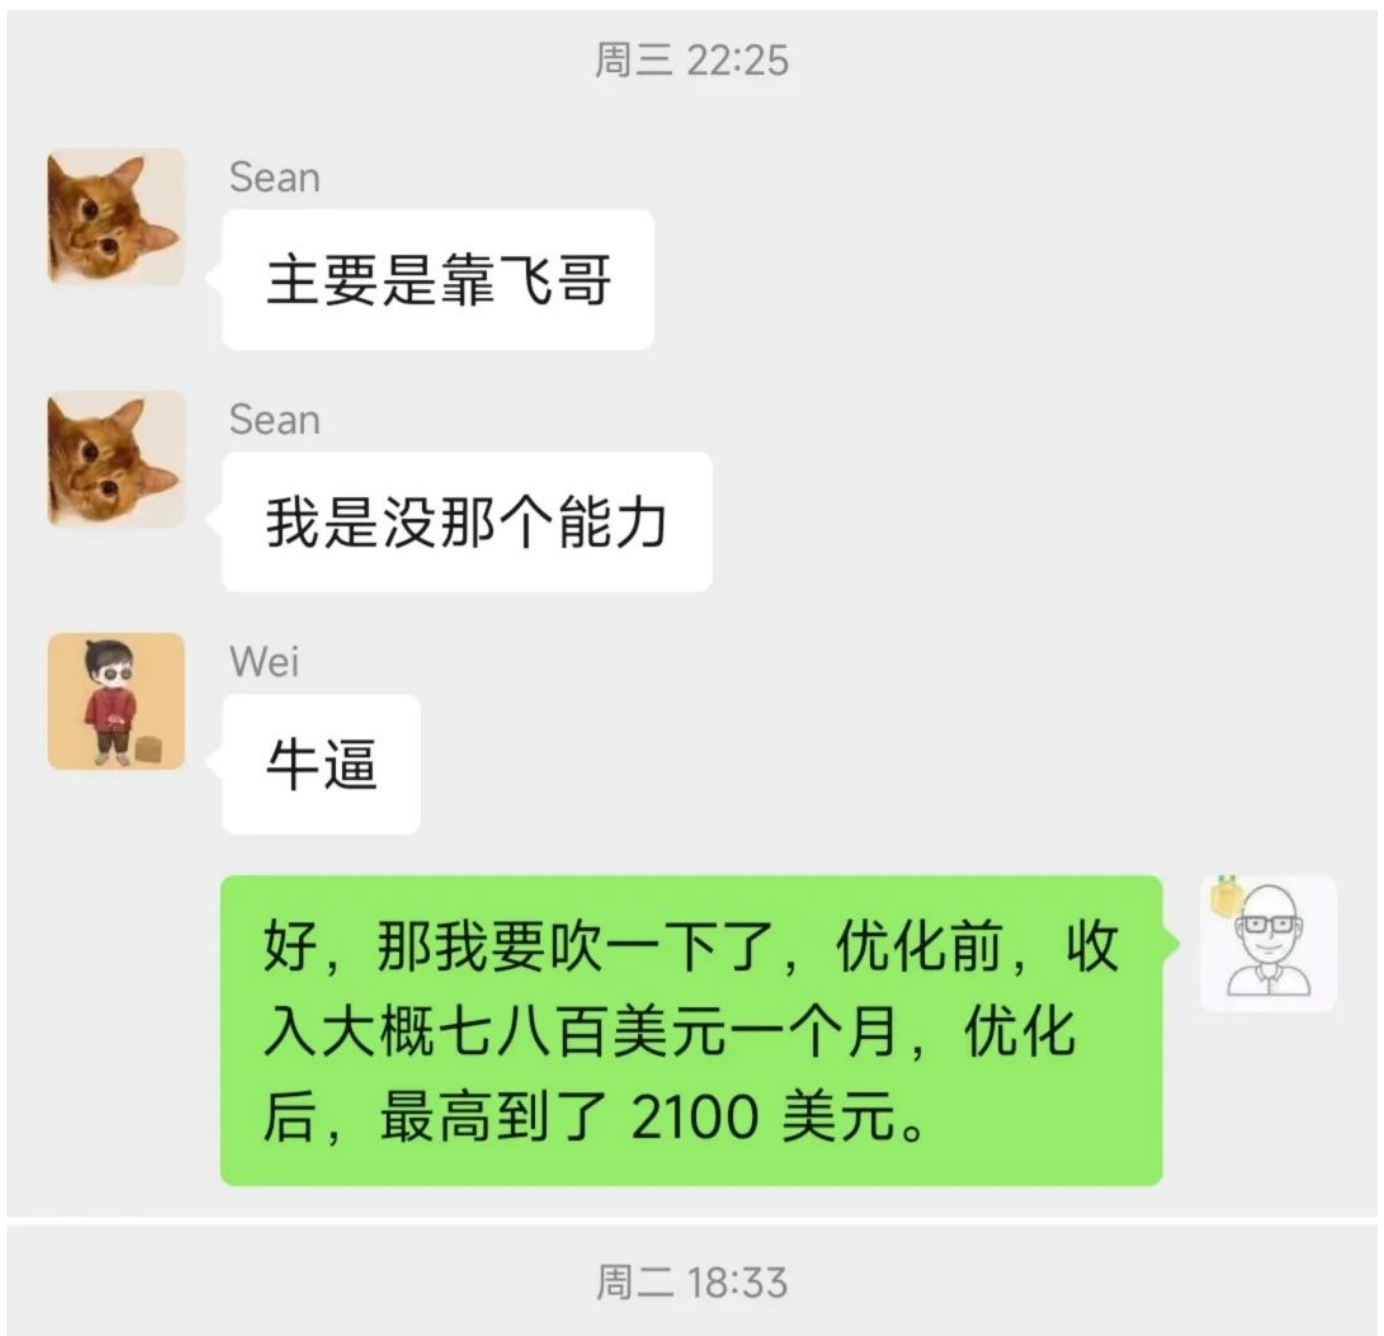 周三 22:25
Sean
主要是靠飞哥
Sean
我是没那个能力
Wei
牛逼
好，那我要吹一下了，优化前，收
入大概七八百美元一个月，优化
后，最高到了 2100 美元。
周二 18:33